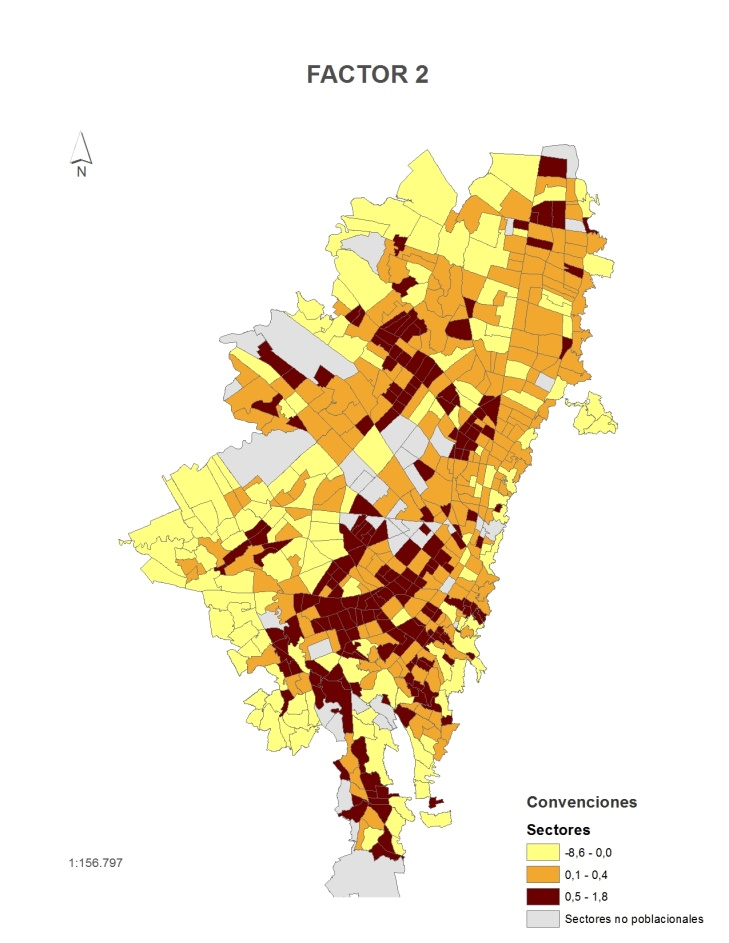 FACTOR 2
N
Convenciones
Sectores
-8,6 - 0,0
0,1 - 0,4
0,5 - 1,8
Sectores no poblacionales
1:156.797